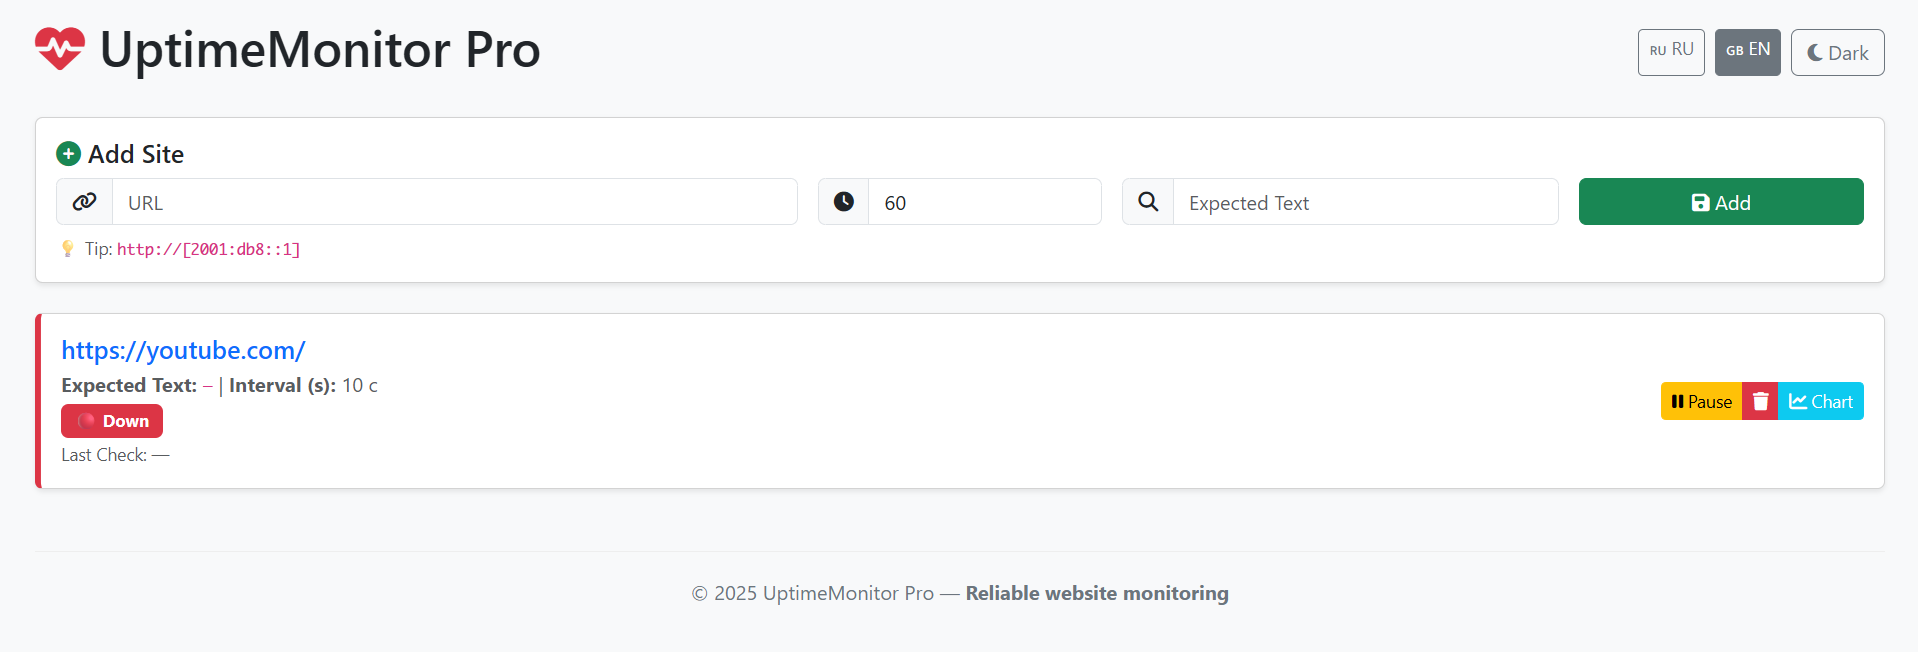 UptimeMonitor Pro
RU RU
GB EN
Dark
Add Site
URL
60
Expected Text
Add
Tip: http://[2001:db8::1]
https://youtube.com/
Expected Text: – | Interval (s): 10 с
Down
Last Check: —
Pause
Chart
© 2025 UptimeMonitor Pro — Reliable website monitoring